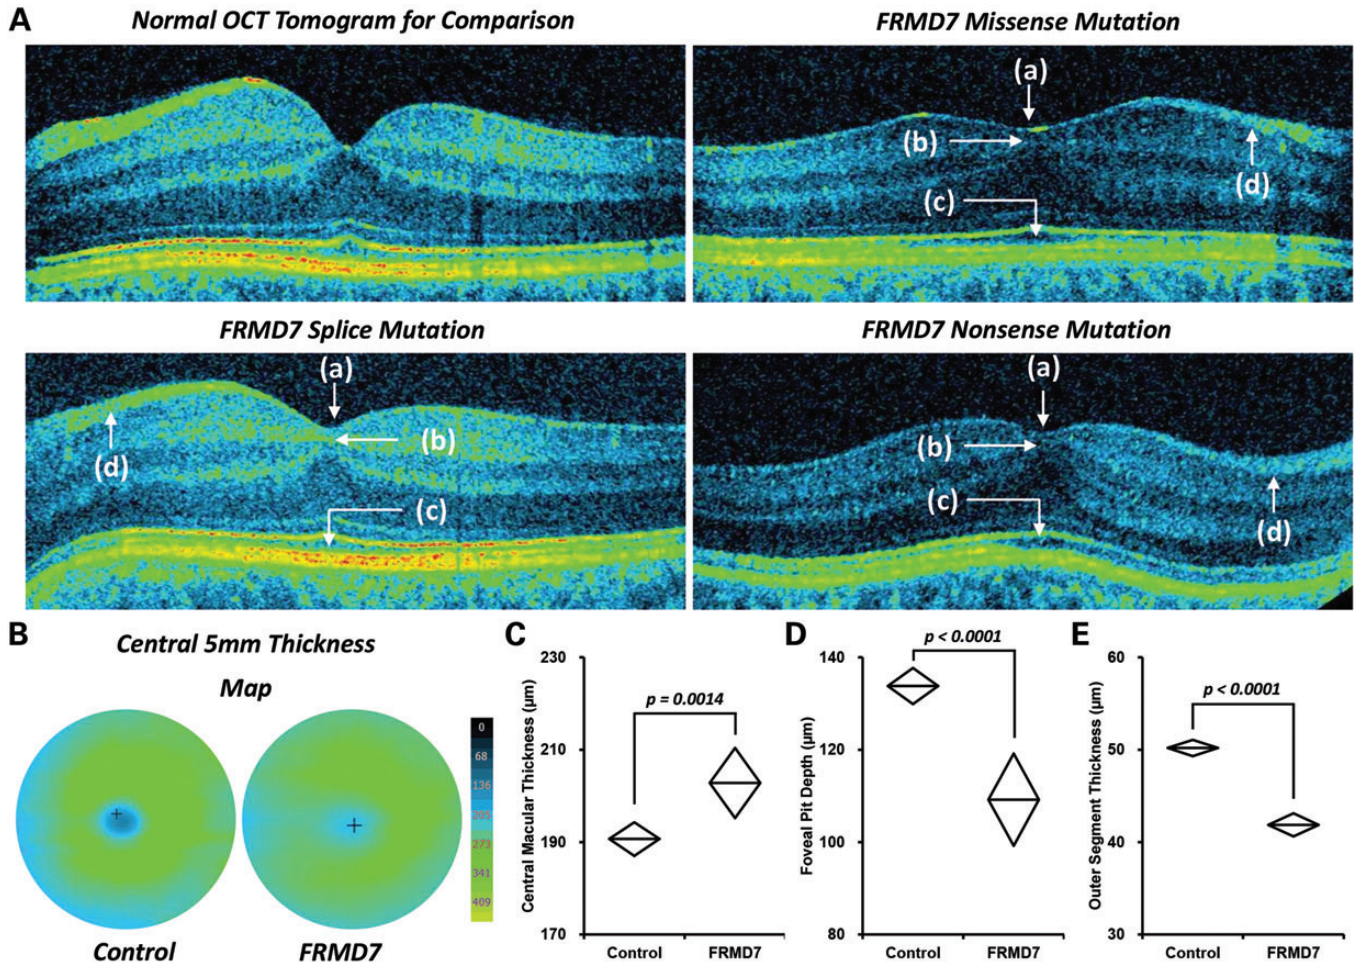 A
Normal OCT Tomogram for Comparison
FRMD7 Missense Mutation
(a)
(b)
(c)
(d)
FRMD7 Splice Mutation
(a)
(b)
(c)
(d)
FRMD7 Nonsense Mutation
(a)
(b)
(c)
(d)
B
Central 5mm Thickness
Map
0
68
136
205
273
341
409
Control
FRMD7
C
Central Macular Thickness (µm)
230
210
190
170
p = 0.0014
Control
FRMD7
D
Foveal Pit Depth (µm)
140
120
100
80
p < 0.0001
Control
FRMD7
E
Outer Segment Thickness (µm)
60
50
40
30
p < 0.0001
Control
FRMD7